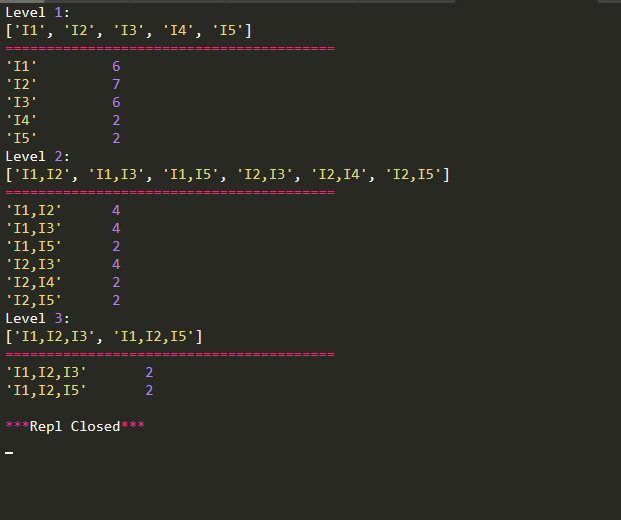 Level 1:
['I1', 'I2', 'I3', 'I4', 'I5']
========================================
'I1' 6
'I2' 7
'I3' 6
'I4' 2
'I5' 2
Level 2:
['I1,I2', 'I1,I3', 'I1,I5', 'I2,I3', 'I2,I4', 'I2,I5']
========================================
'I1,I2' 4
'I1,I3' 4
'I1,I5' 2
'I2,I3' 4
'I2,I4' 2
'I2,I5' 2
Level 3:
['I1,I2,I3', 'I1,I2,I5']
========================================
'I1,I2,I3' 2
'I1,I2,I5' 2
***Repl Closed***